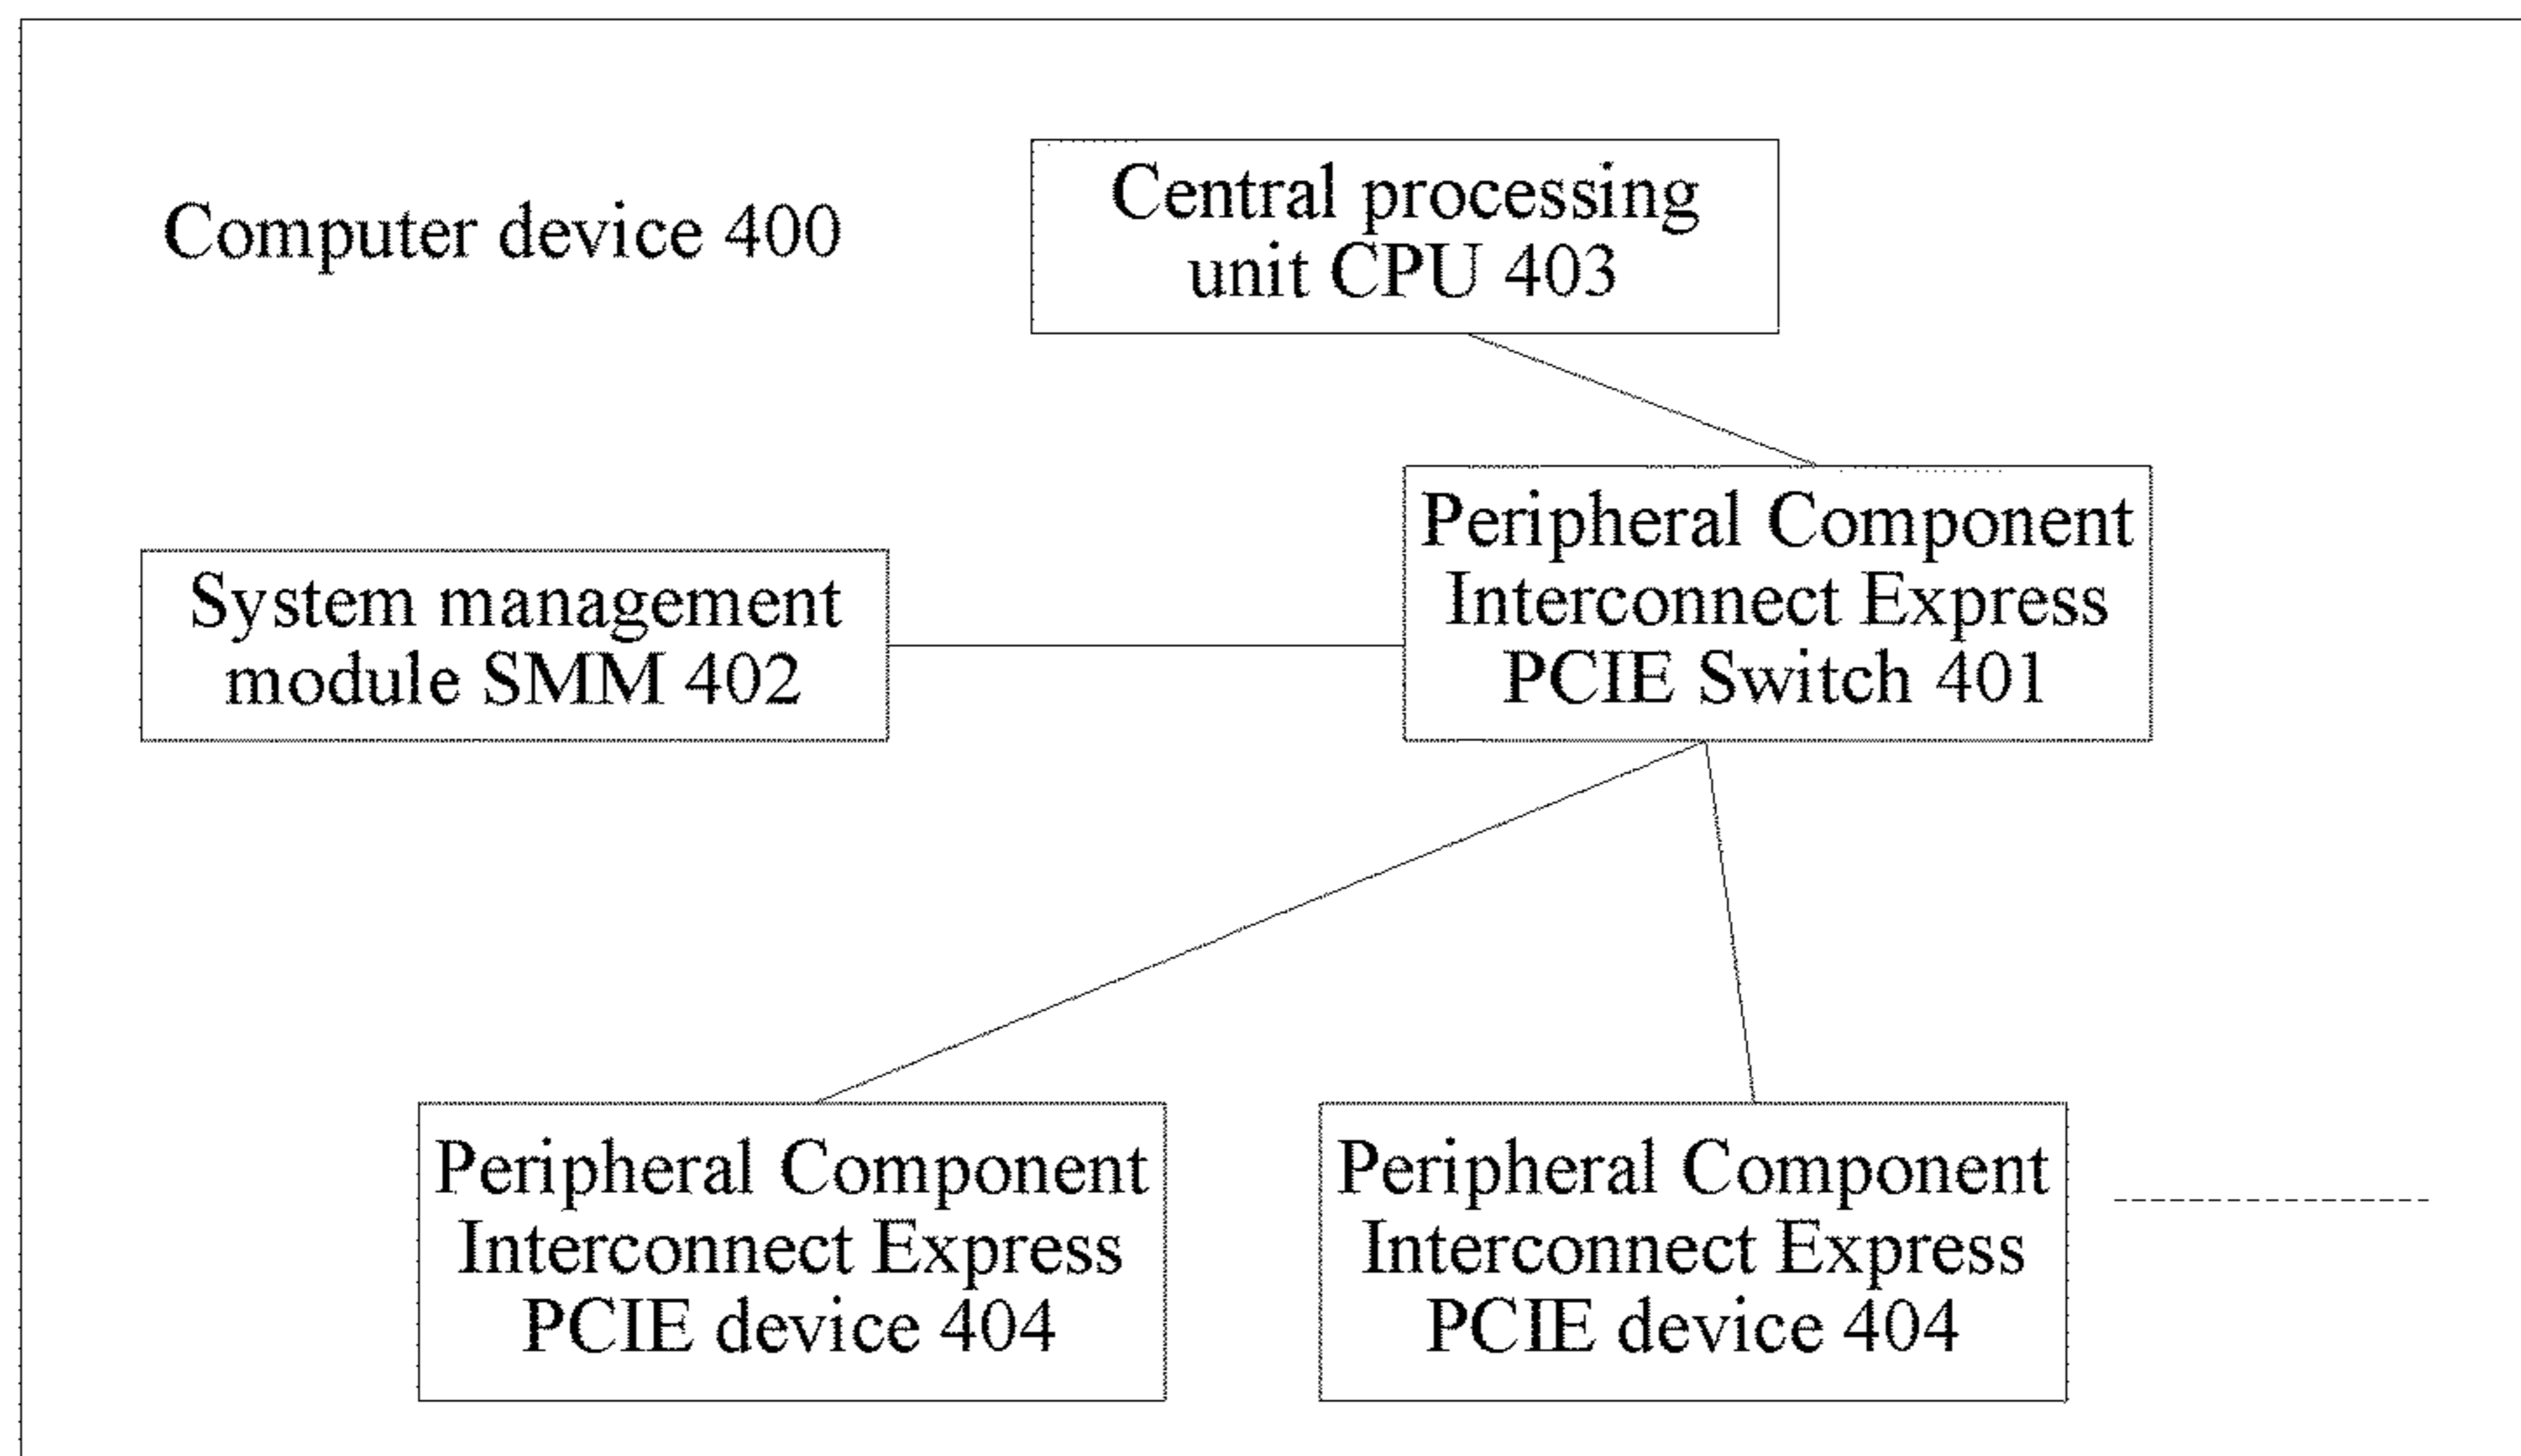 Computer device 400
Central processing
unit CPU 403
System management
module SMM 402
Peripheral Component
Interconnect Express
PCIE Switch 401
Peripheral Component
Interconnect Express
PCIE device 404
Peripheral Component
Interconnect Express
PCIE device 404